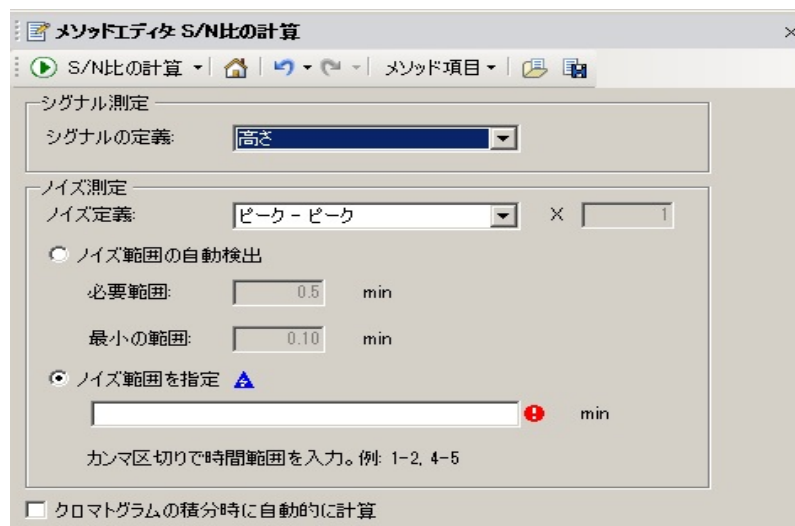 メソッドエディタ S/N比の計算
S/N比の計算 メソッド項目
シグナル測定
シグナルの定義: 高さ
ノイズ測定
ノイズ定義: ピーク - ピーク X 1
ノイズ範囲の自動検出
必要範囲: 0.5 min
最小の範囲: 0.10 min
ノイズ範囲を指定
min
カンマ区切りで時間範囲を入力。例: 1-2, 4-5
クロマトグラムの積分時に自動的に計算